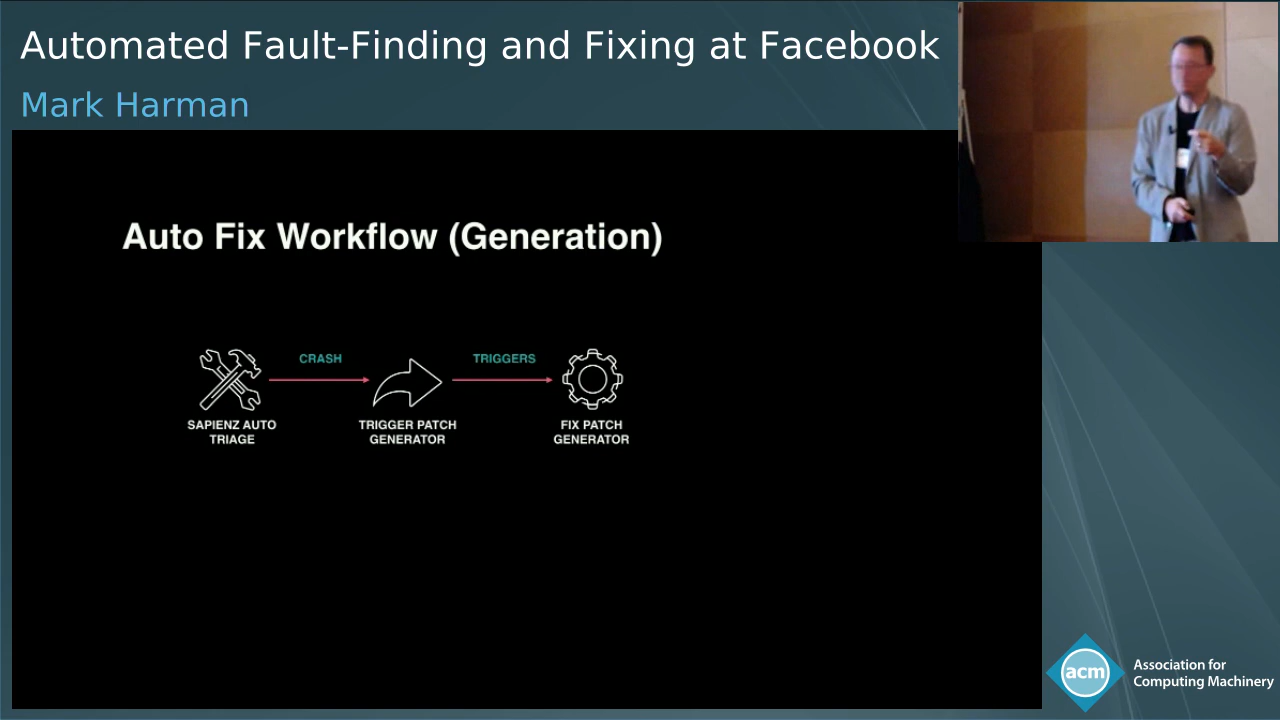 Automated Fault-Finding and Fixing at Facebook
Mark Harman
Auto Fix Workflow (Generation)
CRASH
TRIGGERS
SAPIENZ AUTO
TRIAGE
TRIGGER PATCH
GENERATOR
FIX PATCH
GENERATOR
acm
Association for
Computing Machinery